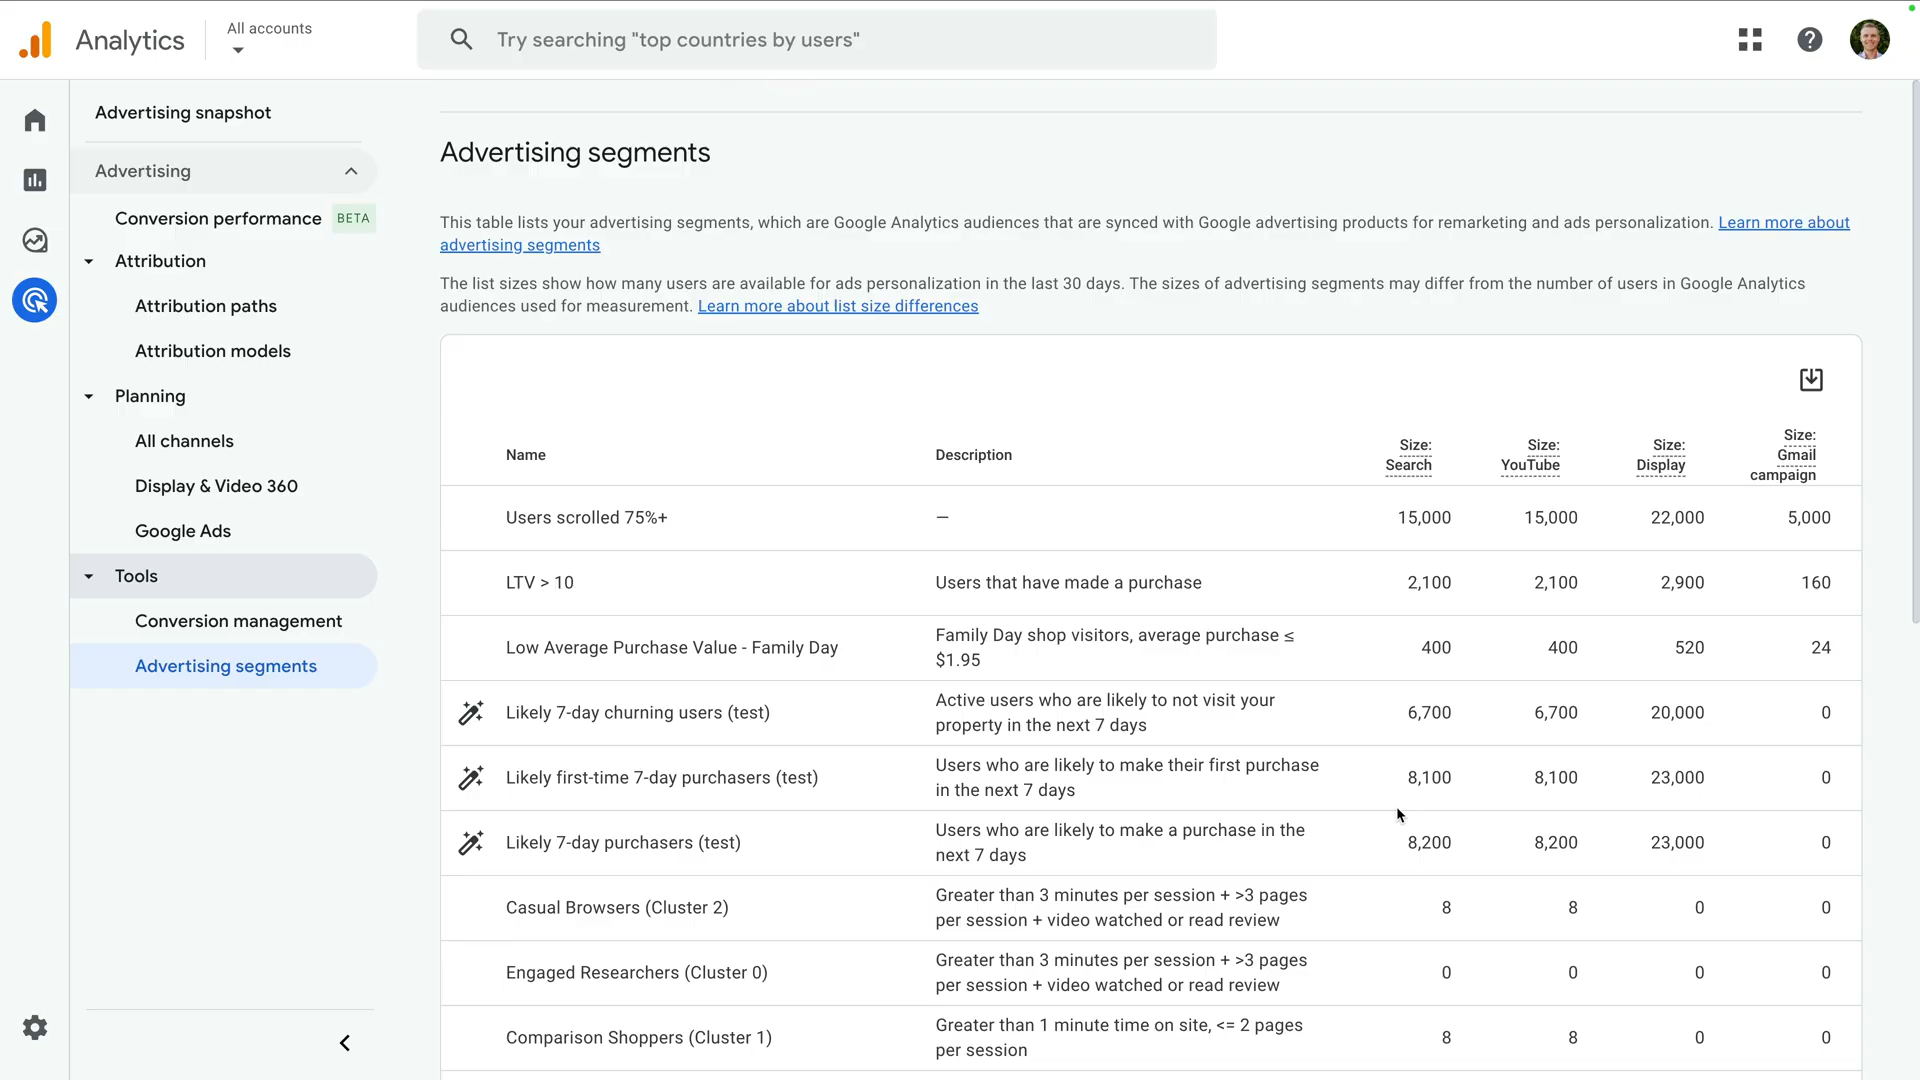 Analytics
All accounts
Try searching "top countries by users"
Advertising snapshot
Advertising
Conversion performance BETA
Attribution
Attribution paths
Attribution models
Planning
All channels
Display & Video 360
Google Ads
Tools
Conversion management
Advertising segments
Advertising segments
This table lists your advertising segments, which are Google Analytics audiences that are synced with Google advertising products for remarketing and ads personalization. Learn more about
advertising segments
The list sizes show how many users are available for ads personalization in the last 30 days. The sizes of advertising segments may differ from the number of users in Google Analytics
audiences used for measurement. Learn more about list size differences
Name Description Size: Search Size: YouTube Size: Display Size: Gmail campaign
Users scrolled 75%+ — 15,000 15,000 22,000 5,000
LTV > 10 Users that have made a purchase 2,100 2,100 2,900 160
Low Average Purchase Value - Family Day Family Day shop visitors, average purchase ≤
$1.95 400 400 520 24
Likely 7-day churning users (test) Active users who are likely to not visit your
property in the next 7 days 6,700 6,700 20,000 0
Likely first-time 7-day purchasers (test) Users who are likely to make their first purchase
in the next 7 days 8,100 8,100 23,000 0
Likely 7-day purchasers (test) Users who are likely to make a purchase in the
next 7 days 8,200 8,200 23,000 0
Casual Browsers (Cluster 2) Greater than 3 minutes per session + >3 pages
per session + video watched or read review 8 8 0 0
Engaged Researchers (Cluster 0) Greater than 3 minutes per session + >3 pages
per session + video watched or read review 0 0 0 0
Comparison Shoppers (Cluster 1) Greater than 1 minute time on site, <= 2 pages
per session 8 8 0 0